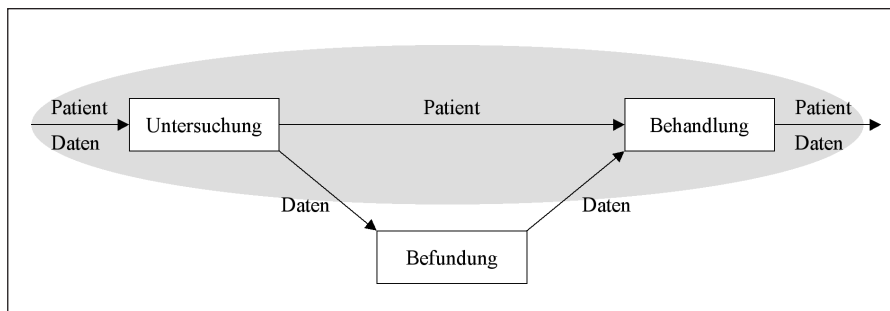 Patient
Untersuchung
Patient
Behandlung
Patient
Daten
Daten
Daten
Daten
Befundung